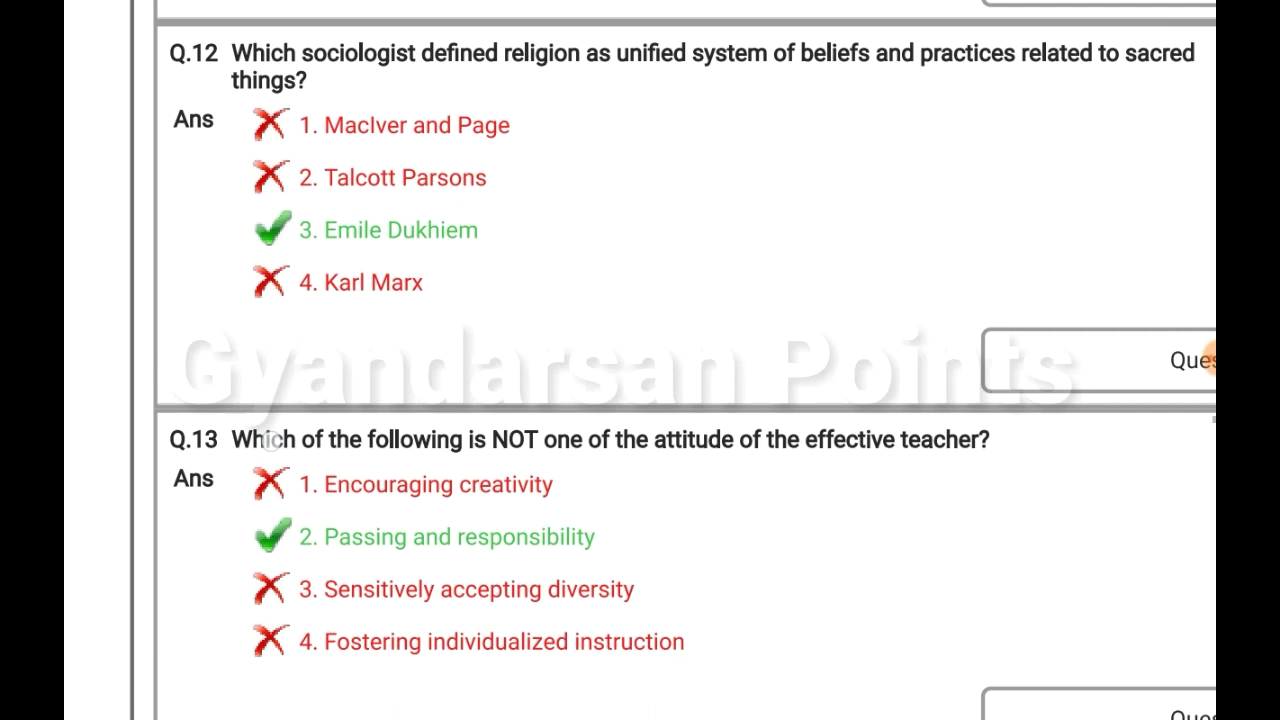 Q.12 Which sociologist defined religion as unified system of beliefs and practices related to sacred
things?
Ans 1. MacIver and Page
2. Talcott Parsons
3. Emile Dukhiem
4. Karl Marx
Gyandarsan Points
Ques
Q.13 Which of the following is NOT one of the attitude of the effective teacher?
Ans 1. Encouraging creativity
2. Passing and responsibility
3. Sensitively accepting diversity
4. Fostering individualized instruction